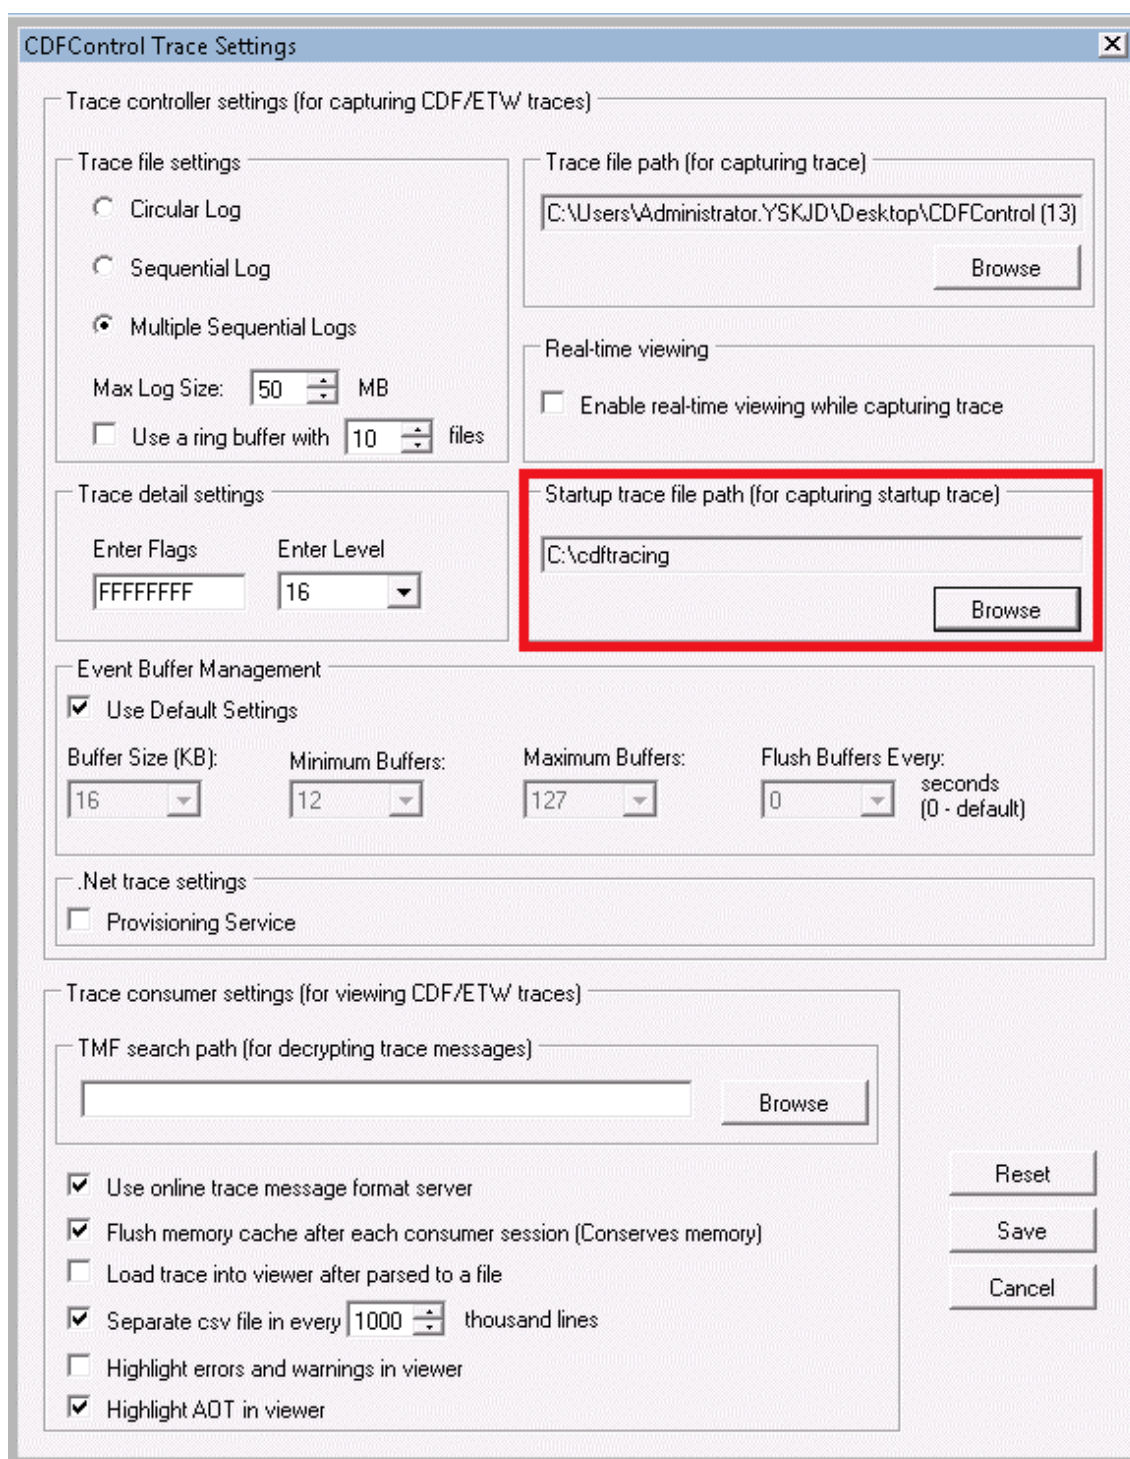 CDFControl Trace Settings
Trace controller settings (for capturing CDF/ETW traces)
Trace file settings
Circular Log
Sequential Log
Multiple Sequential Logs
Max Log Size: 50 MB
Use a ring buffer with 10 files
Trace file path (for capturing trace)
C:\Users\Administrator.YSKJD\Desktop\CDFControl (13)
Browse
Real-time viewing
Enable real-time viewing while capturing trace
Trace detail settings
Enter Flags Enter Level
FFFFFFFF 16
Startup trace file path (for capturing startup trace)
C:\cdftracing
Browse
Event Buffer Management
Use Default Settings
Buffer Size (KB): Minimum Buffers: Maximum Buffers: Flush Buffers Every:
16 12 127 0 seconds
(0 - default)
.Net trace settings
Provisioning Service
Trace consumer settings (for viewing CDF/ETW traces)
TMF search path (for decrypting trace messages)
Browse
Use online trace message format server
Flush memory cache after each consumer session (Conserves memory)
Load trace into viewer after parsed to a file
Separate csv file in every 1000 thousand lines
Highlight errors and warnings in viewer
Highlight AOT in viewer
Reset
Save
Cancel